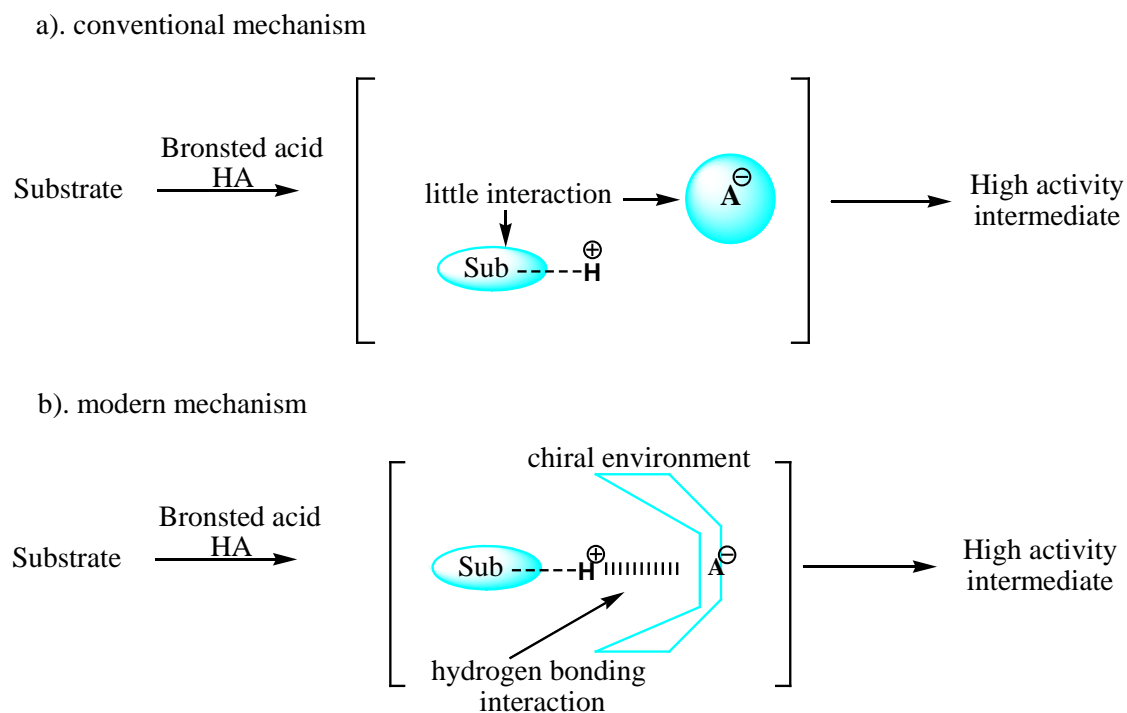 a). conventional mechanism
Substrate
Bronsted acid
HA
little interaction
A⊖
Sub
H⊕
High activity
intermediate
b). modern mechanism
Substrate
Bronsted acid
HA
chiral environment
Sub
H⊕
A⊖
hydrogen bonding
interaction
High activity
intermediate